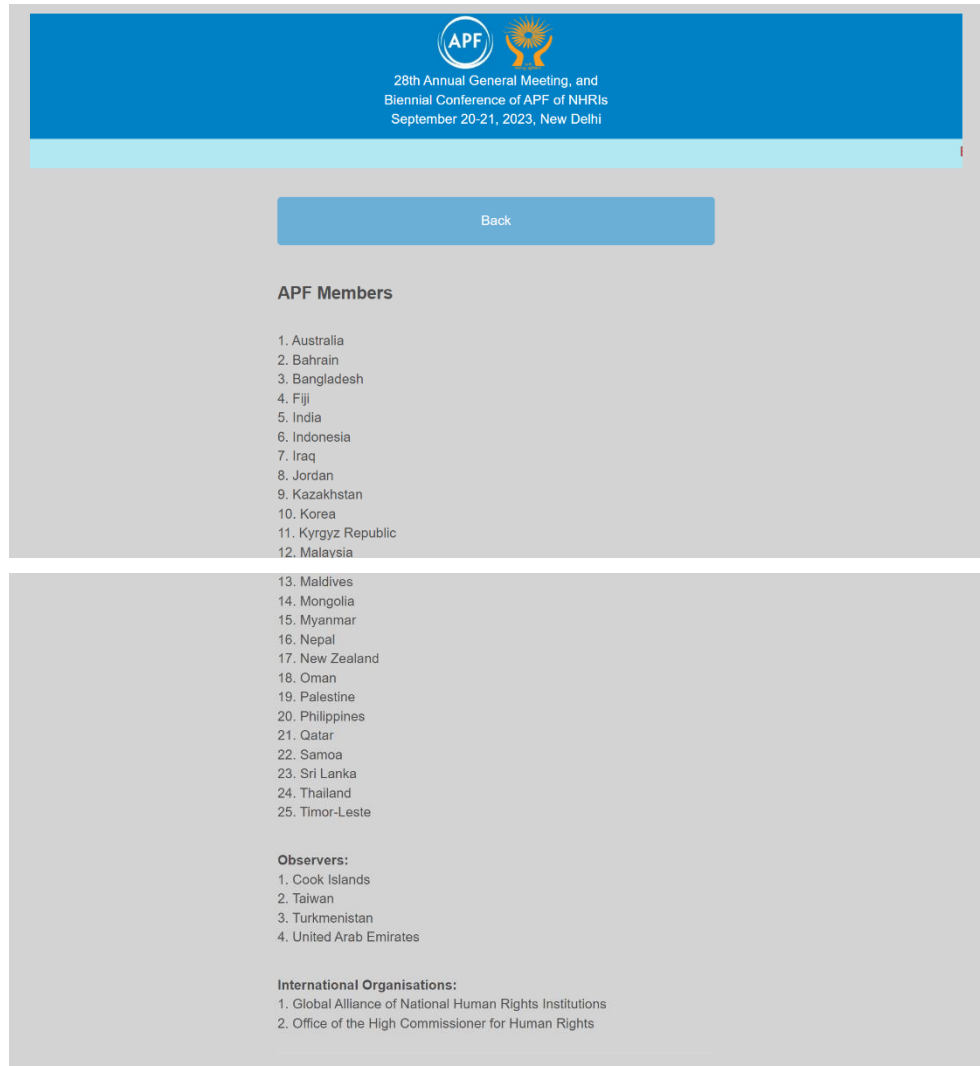 APF
28th Annual General Meeting, and
Biennial Conference of APF of NHRIs
September 20-21, 2023, New Delhi
Back
APF Members
1. Australia
2. Bahrain
3. Bangladesh
4. Fiji
5. India
6. Indonesia
7. Iraq
8. Jordan
9. Kazakhstan
10. Korea
11. Kyrgyz Republic
12. Malaysia
13. Maldives
14. Mongolia
15. Myanmar
16. Nepal
17. New Zealand
18. Oman
19. Palestine
20. Philippines
21. Qatar
22. Samoa
23. Sri Lanka
24. Thailand
25. Timor-Leste
Observers:
1. Cook Islands
2. Taiwan
3. Turkmenistan
4. United Arab Emirates
International Organisations:
1. Global Alliance of National Human Rights Institutions
2. Office of the High Commissioner for Human Rights